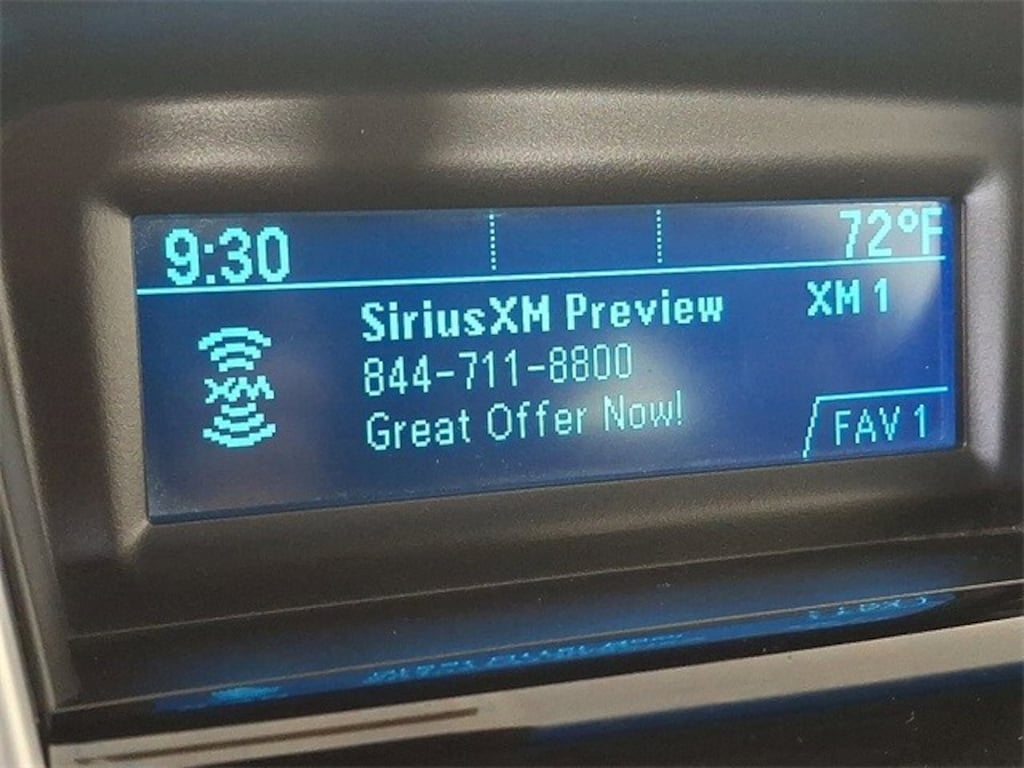 9:30 72°F
SiriusXM Preview XM 1
XM 844-711-8800
Great Offer Now! FAV 1